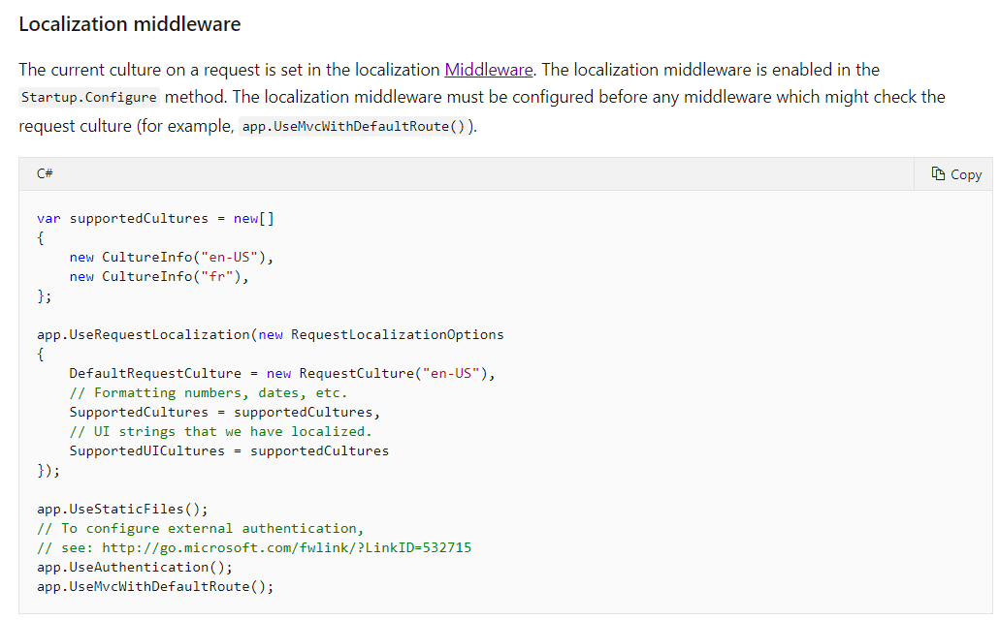 Localization middleware
The current culture on a request is set in the localization Middleware. The localization middleware is enabled in the
Startup.Configure method. The localization middleware must be configured before any middleware which might check the
request culture (for example, app.UseMvcWithDefaultRoute()).
C#
Copy
var supportedCultures = new[]
{
    new CultureInfo("en-US"),
    new CultureInfo("fr"),
};
app.UseRequestLocalization(new RequestLocalizationOptions
{
    DefaultRequestCulture = new RequestCulture("en-US"),
    // Formatting numbers, dates, etc.
    SupportedCultures = supportedCultures,
    // UI strings that we have localized.
    SupportedUICultures = supportedCultures
});
app.UseStaticFiles();
// To configure external authentication,
// see: http://go.microsoft.com/fwlink/?LinkID=532715
app.UseAuthentication();
app.UseMvcWithDefaultRoute();